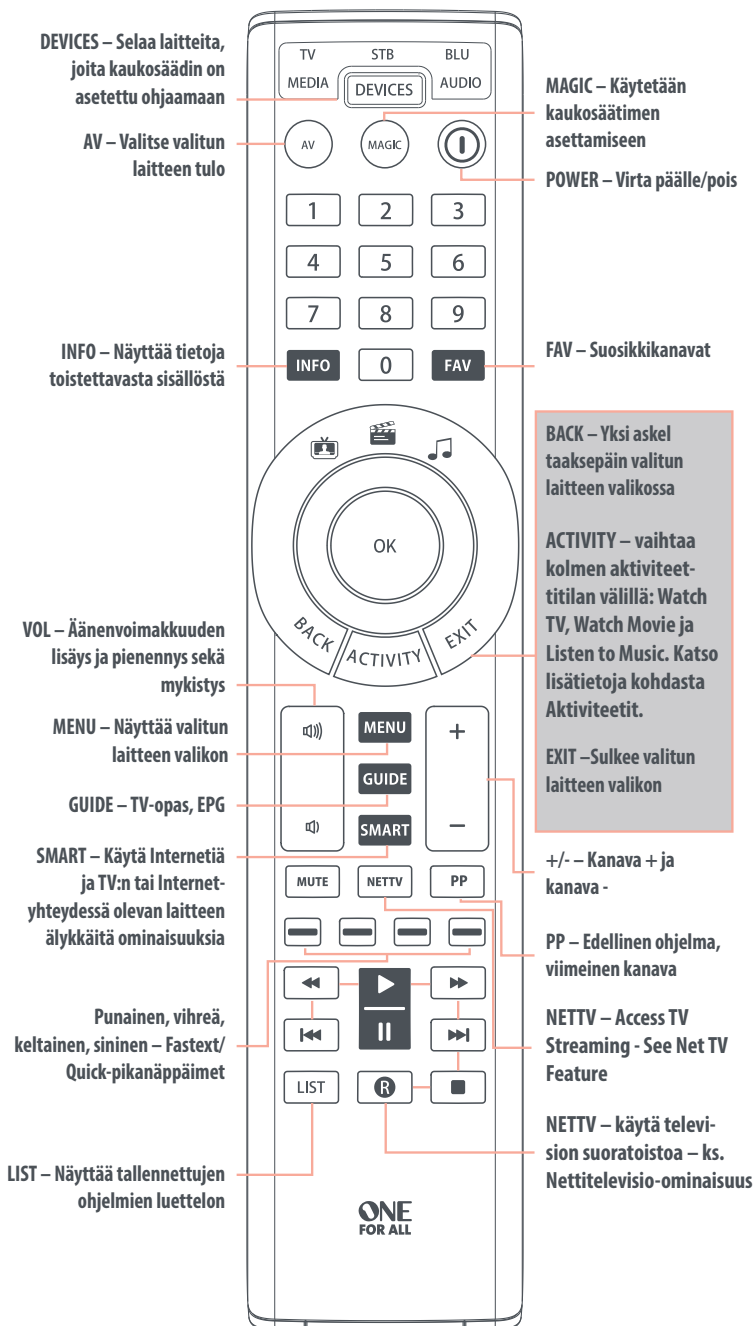 DEVICES – Selaa laitteita,
joita kaukosäädin on
asetettu ohjaamaan
AV – Valitse valitun
laitteen tulo
TV STB BLU
MEDIA DEVICES AUDIO
AV MAGIC
MAGIC – Käytetään
kaukosäätimen
asettamiseen
POWER – Virta päälle/pois
1 2 3
4 5 6
7 8 9
INFO 0 FAV
INFO – Näyttää tietoja
toistettavasta sisällöstä
FAV – Suosikkikanavat
OK
BACK ACTIVITY EXIT
BACK – Yksi askel
taaksepäin valitun
laitteen valikossa
ACTIVITY – vaihtaa
kolmen aktiviteet-
titilan välillä: Watch
TV, Watch Movie ja
Listen to Music. Katso
lisätietoja kohdasta
Aktiviteetit.
EXIT –Sulkee valitun
laitteen valikon
VOL – Äänenvoimakkuuden
lisäys ja pienennys sekä
mykistys
MENU – Näyttää valitun
laitteen valikon
GUIDE – TV-opas, EPG
SMART – Käytä Internetiä
ja TV:n tai Internet-
yhteydessä olevan laitteen
älykkäitä ominaisuuksia
MENU +
GUIDE
SMART –
MUTE NETTV PP
+/- – Kanava + ja
kanava -
PP – Edellinen ohjelma,
viimeinen kanava
Punainen, vihreä,
keltainen, sininen – Fastext/
Quick-pikanäppäimet
NETTV – Access TV
Streaming - See Net TV
Feature
LIST R
NETTV – käytä televi-
sion suoratoistoa – ks.
Nettitelevisio-ominaisuus
LIST – Näyttää tallennettujen
ohjelmien luettelon
ONE
FOR ALL